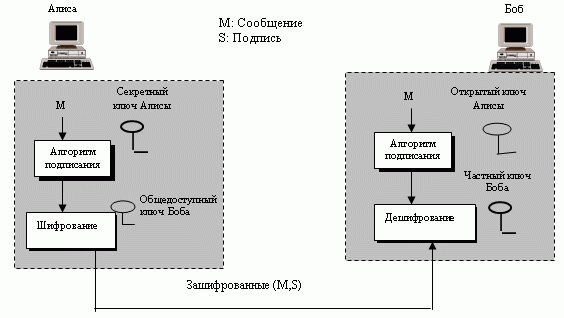 Алиса
Боб
M: Сообщение
S: Подпись
M
Секретный
ключ Алисы
Алгоритм
подписания
Общедоступный
ключ Боба
Шифрование
M
Открытый ключ
Алисы
Алгоритм
подписания
Частный ключ
Боба
Дешифрование
Зашифрованные (M,S)